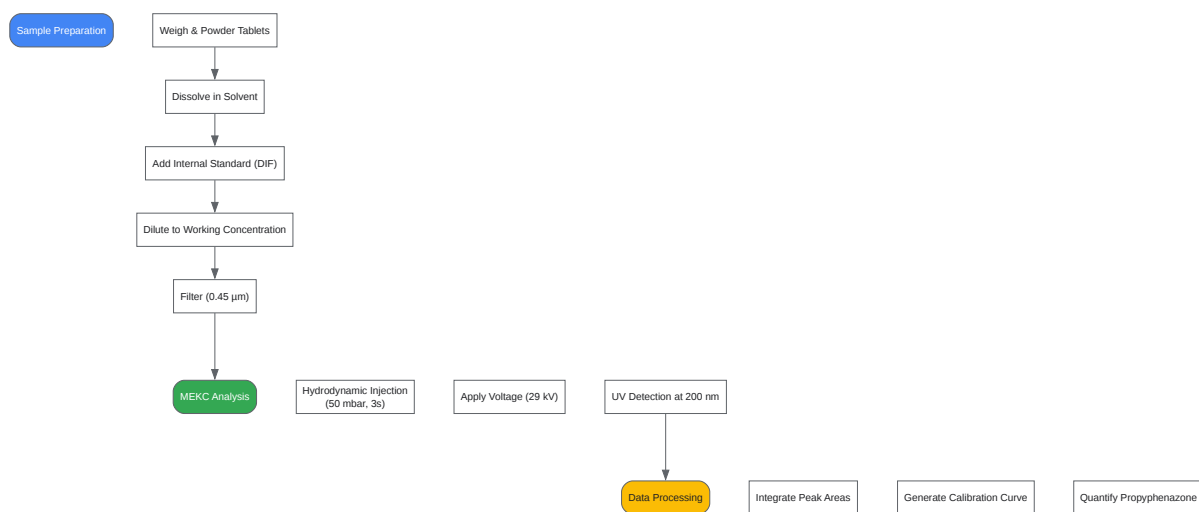 Sample Preparation
Weigh & Powder Tablets
Dissolve in Solvent
Add Internal Standard (DIF)
Dilute to Working Concentration
Filter (0.45 µm)
MEKC Analysis
Hydrodynamic Injection
(50 mbar, 3s)
Apply Voltage (29 kV)
UV Detection at 200 nm
Data Processing
Integrate Peak Areas
Generate Calibration Curve
Quantify Propyphenazone